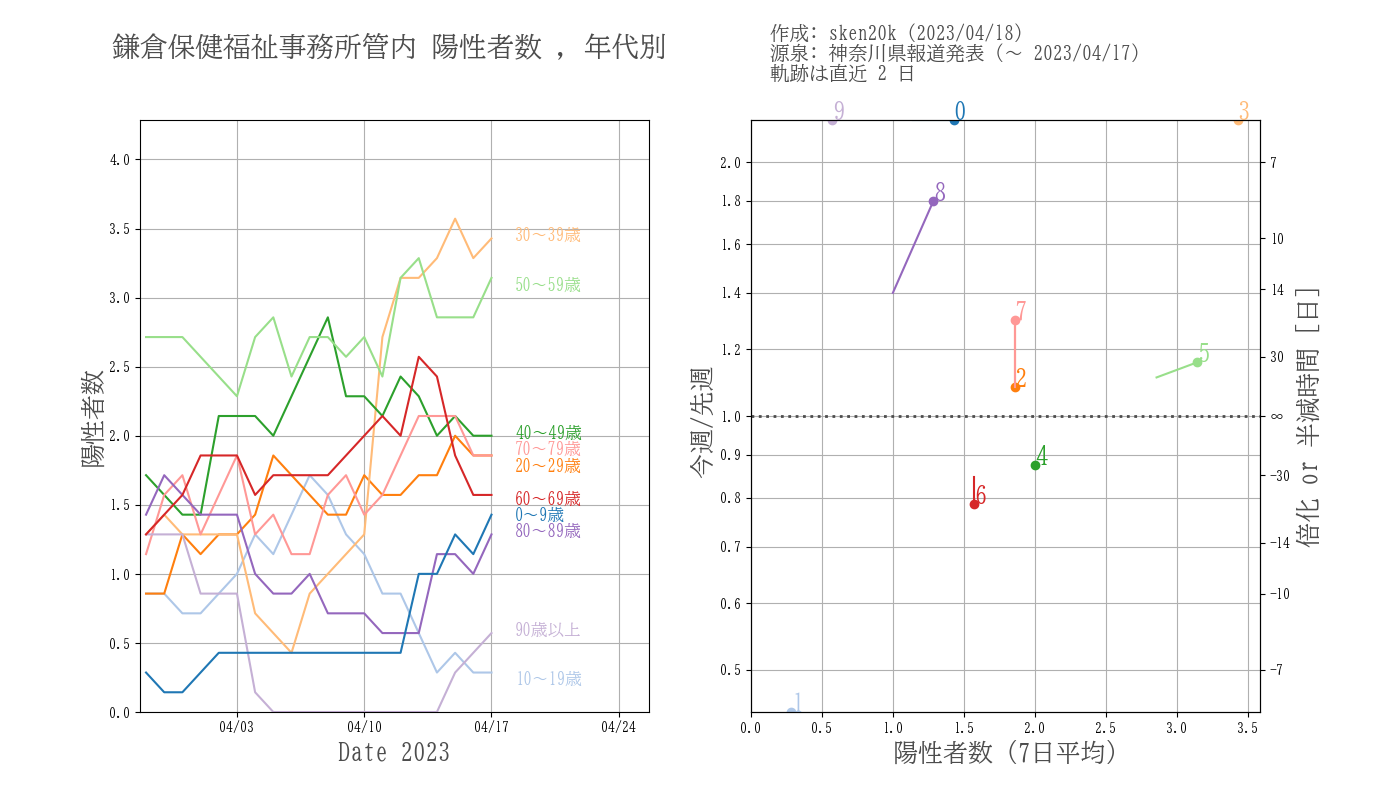 鎌倉保健福祉事務所管内 陽性者数 , 年代別
作成: sken20k (2023/04/18)
源泉: 神奈川県報道発表 (〜 2023/04/17)
軌跡は直近 2 日
陽性者数
4.0
3.5
3.0
2.5
2.0
1.5
1.0
0.5
0.0
04/03
04/10
04/17
04/24
Date 2023
30〜39歳
50〜59歳
40〜49歳
70〜79歳
20〜29歳
60〜69歳
0〜9歳
80〜89歳
90歳以上
10〜19歳
今週/先週
2.0
1.8
1.6
1.4
1.2
1.0
0.9
0.8
0.7
0.6
0.5
9
0
3
8
7
2
5
4
6
1
0.0
0.5
1.0
1.5
2.0
2.5
3.0
3.5
陽性者数 (7日平均)
7
10
14
30
∞
-30
-14
-10
-7
倍化 or 半減時間 [日]